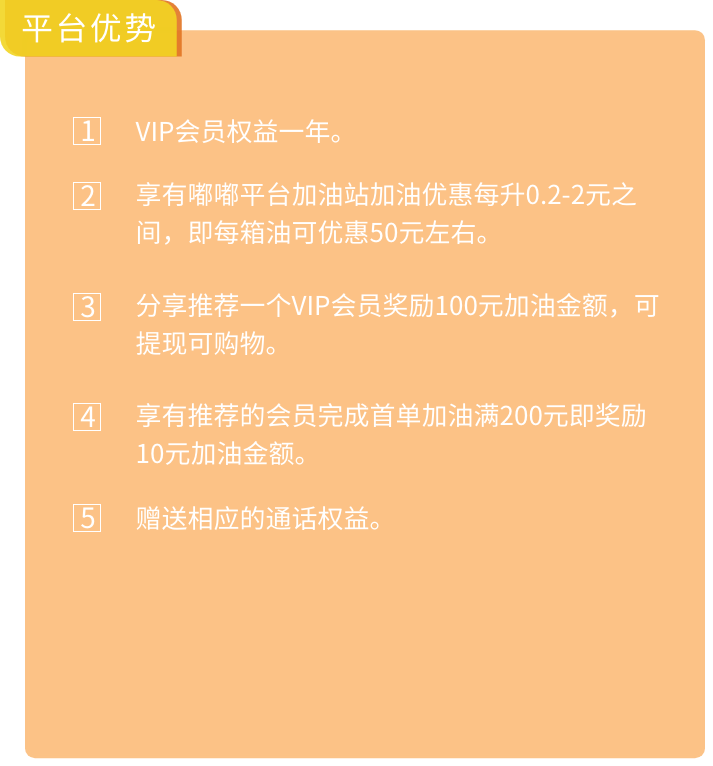 平台优势
1 VIP会员权益一年。
2 享有嘟嘟平台加油站加油优惠每升0.2-2元之
间，即每箱油可优惠50元左右。
3 分享推荐一个VIP会员奖励100元加油金额，可
提现可购物。
4 享有推荐的会员完成首单加油满200元即奖励
10元加油金额。
5 赠送相应的通话权益。